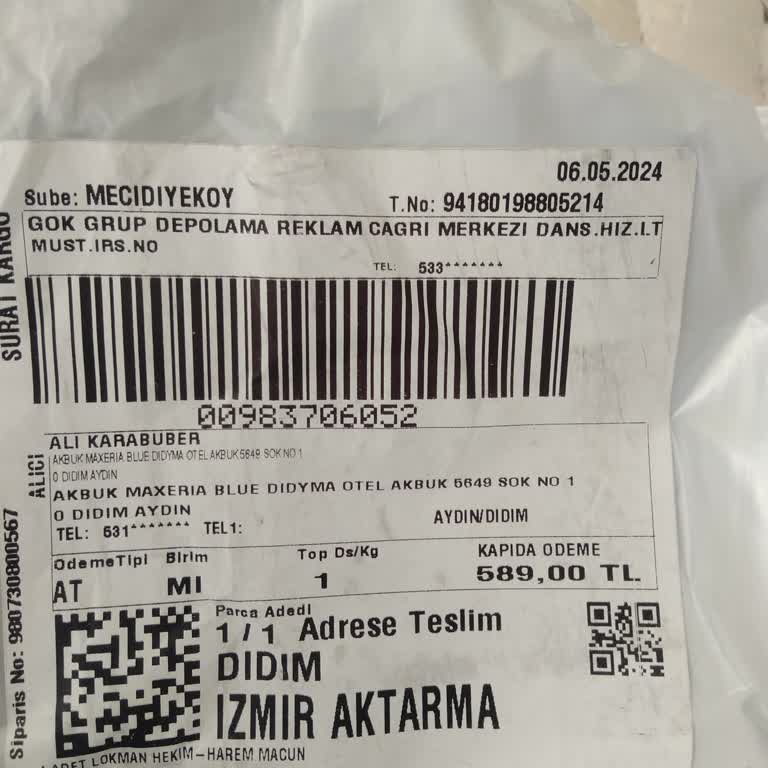 06.05.2024
Sube: MECIDIYEKOY
T.No: 94180198805214
GOK GRUP DEPOLAMA REKLAM CAGRI MERKEZI DANS.HIZ.LT
MUST.IRS.NO
TEL: 533*******
SURAT KARGO
00983706052
ALICI
ALI KARABUBER
AKBUK MAXERIA BLUE DIDYMA OTEL AKBUK 5649 SOK NO 1
0 DIDIM AYDIN
AKBUK MAXERIA BLUE DIDYMA OTEL AKBUK 5649 SOK NO 1
0 DIDIM AYDIN
AYDIN/DIDIM
TEL: 531******* TEL1:
OdemeTipi Birim Top Ds/Kg KAPIDA ODEME
AT MI 1 589,00 TL
Siparis No: 980730800567
Parca Adedi
1 / 1 Adrese Teslim
DIDIM
IZMIR AKTARMA
ADET LOKMAN HEKIM-HAREM MACUN